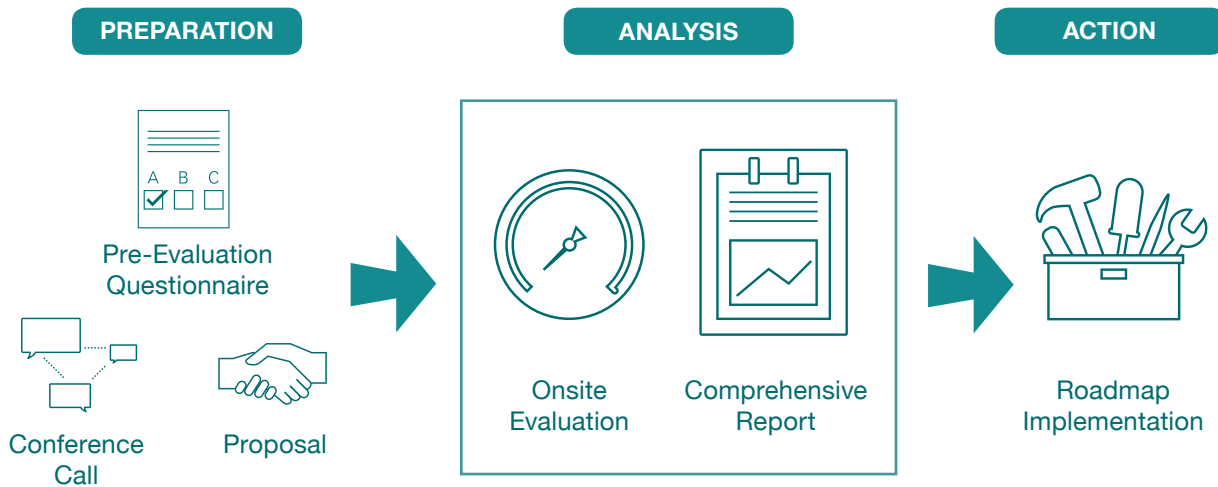 PREPARATION
A B C
Pre-Evaluation
Questionnaire
Conference
Call
Proposal
ANALYSIS
Onsite
Evaluation
Comprehensive
Report
ACTION
Roadmap
Implementation